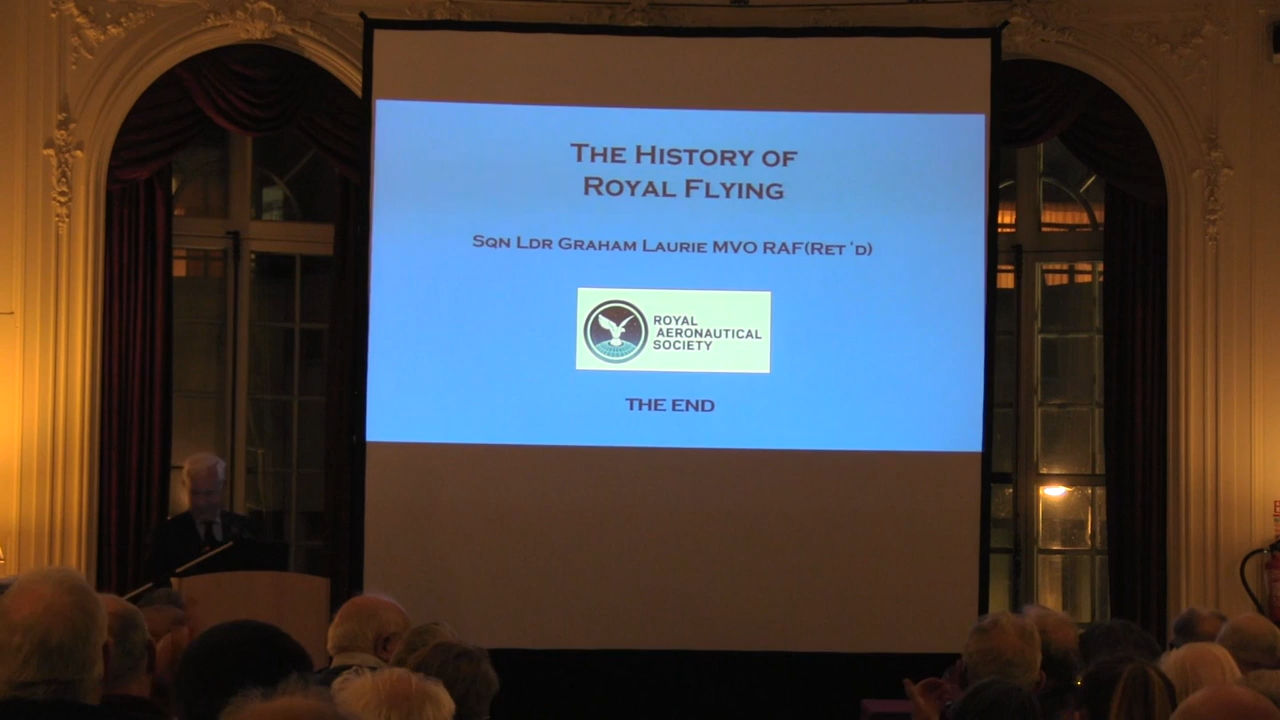 The History of
Royal Flying
Sqn Ldr Graham Laurie MVO RAF(Ret 'd)
ROYAL
AERONAUTICAL
SOCIETY
THE END